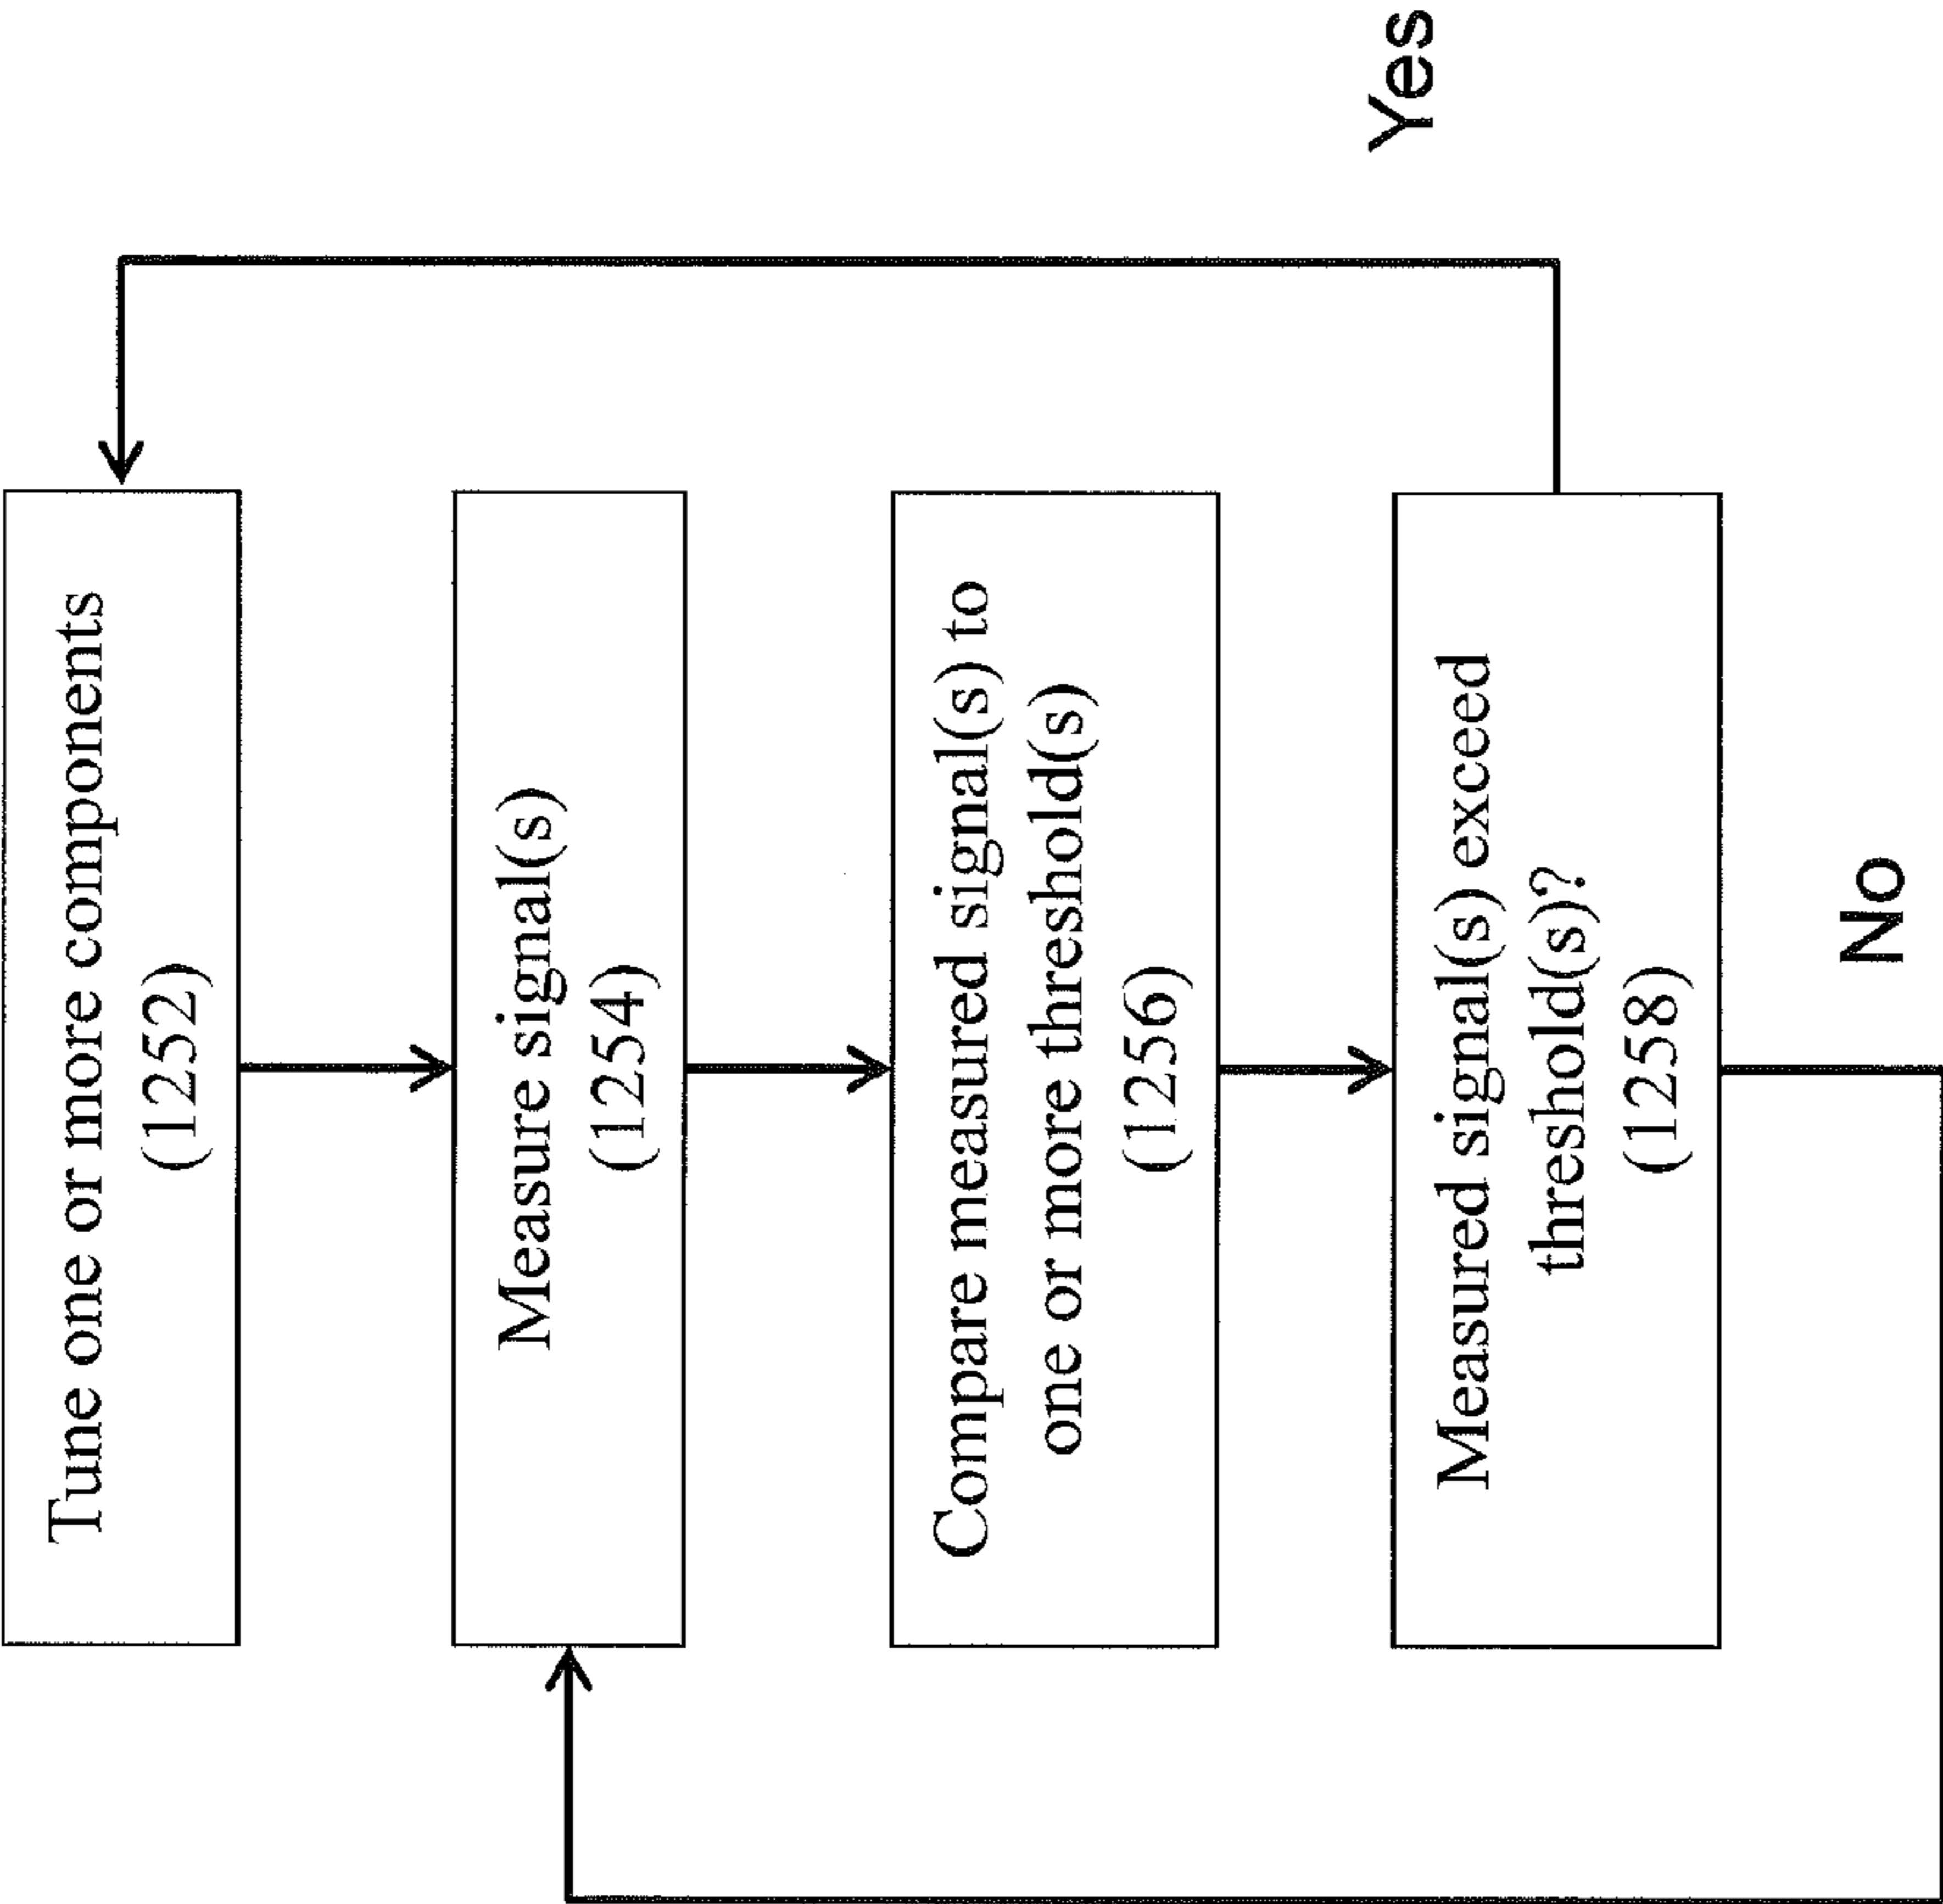 Tune one or more components
(1252)
Measure signal(s)
(1254)
Compare measured signal(s) to
one or more threshold(s)
(1256)
Measured signal(s) exceed
threshold(s)?
(1258)
Yes
No